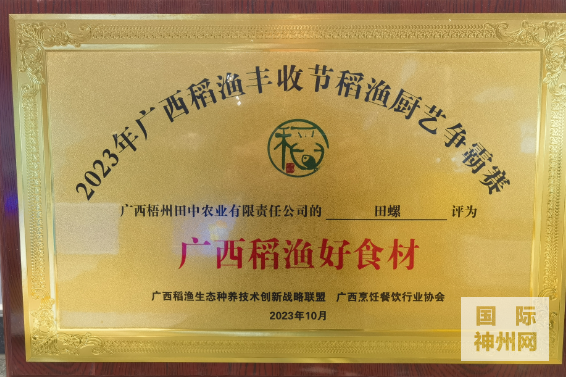 2023年广西稻渔丰收节稻渔厨艺争霸赛
稻
广西梧州田中农业有限责任公司的 田螺 评为
广西稻渔好食材
广西稻渔生态种养技术创新战略联盟 广西烹饪餐饮行业协会
2023年10月
国际
神州网